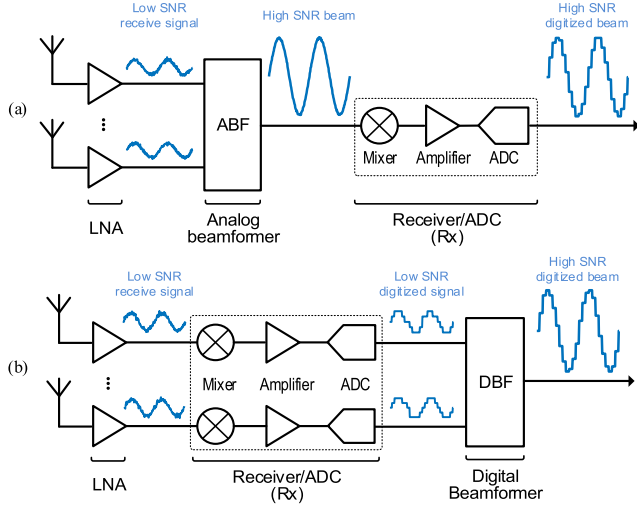 Low SNR
receive signal
High SNR beam
High SNR
digitized beam
(a)
ABF
Mixer
Amplifier
ADC
LNA
Analog
beamformer
Receiver/ADC
(Rx)
Low SNR
receive signal
Low SNR
digitized signal
High SNR
digitized beam
(b)
Mixer
Amplifier
ADC
DBF
LNA
Receiver/ADC
(Rx)
Digital
Beamformer